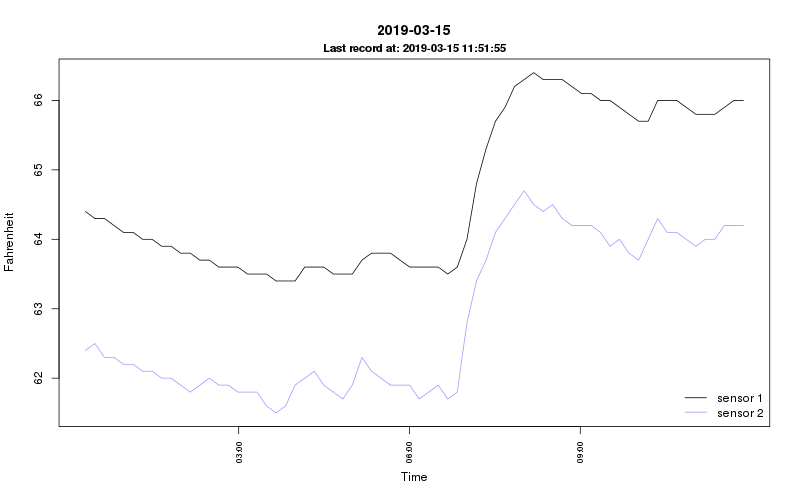 2019-03-15
Last record at: 2019-03-15 11:51:55
Fahrenheit
66
65
64
63
62
03:00
06:00
09:00
Time
sensor 1
sensor 2